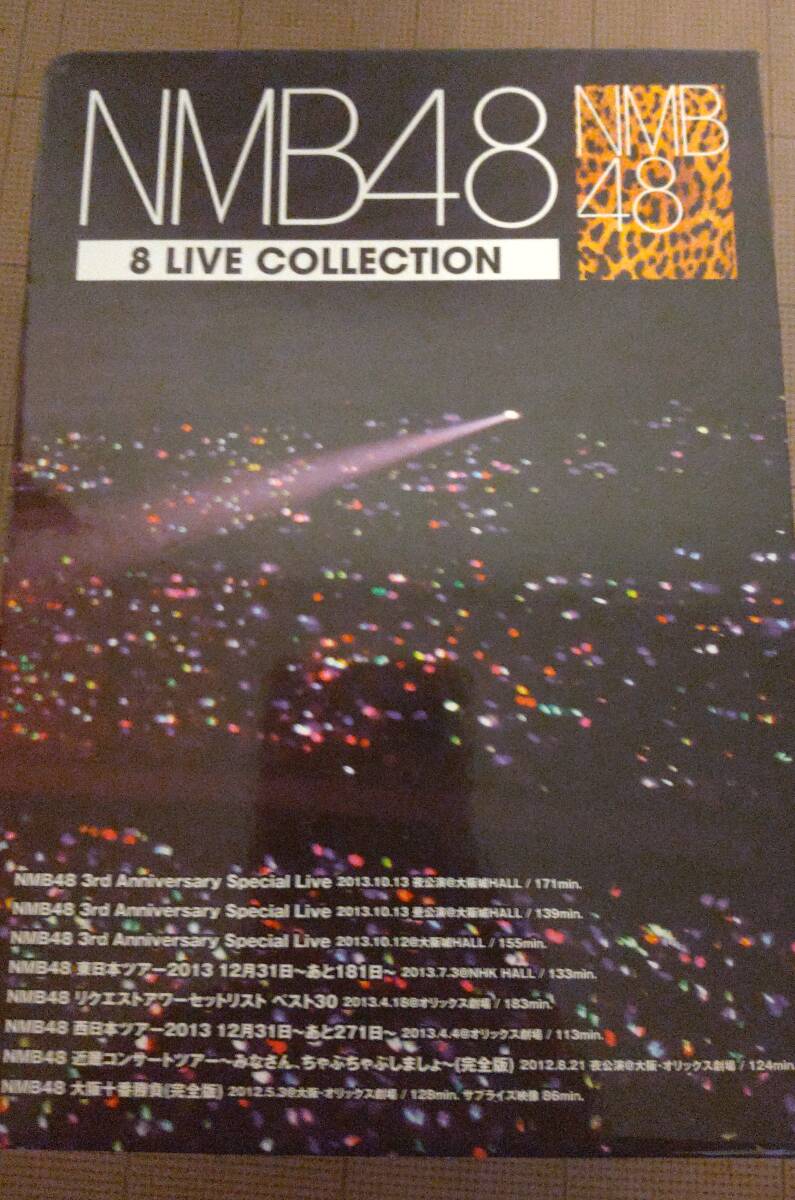 NMB48
NMB
48
8 LIVE COLLECTION
NMB48 3rd Anniversary Special Live 2013.10.13 夜公演@大阪城HALL / 171min.
NMB48 3rd Anniversary Special Live 2013.10.13 昼公演@大阪城HALL / 139min.
NMB48 3rd Anniversary Special Live 2013.10.12@大阪城HALL / 155min.
NMB48 東日本ツアー2013 12月31日～あと181日～ 2013.7.3@NHK HALL / 133min.
NMB48 リクエストアワーセットリスト ベスト30 2013.4.18@オリックス劇場 / 183min.
NMB48 西日本ツアー2013 12月31日～あと271日～ 2013.4.4@オリックス劇場 / 113min.
NMB48 近畿コンサートツアー～みなさん、ちゃぷちゃぷしましょ～(完全版) 2012.8.21 夜公演@大阪・オリックス劇場 / 124min.
NMB48 大阪十番勝負(完全版) 2012.5.3@大阪・オリックス劇場 / 128min. サプライズ映像 86min.